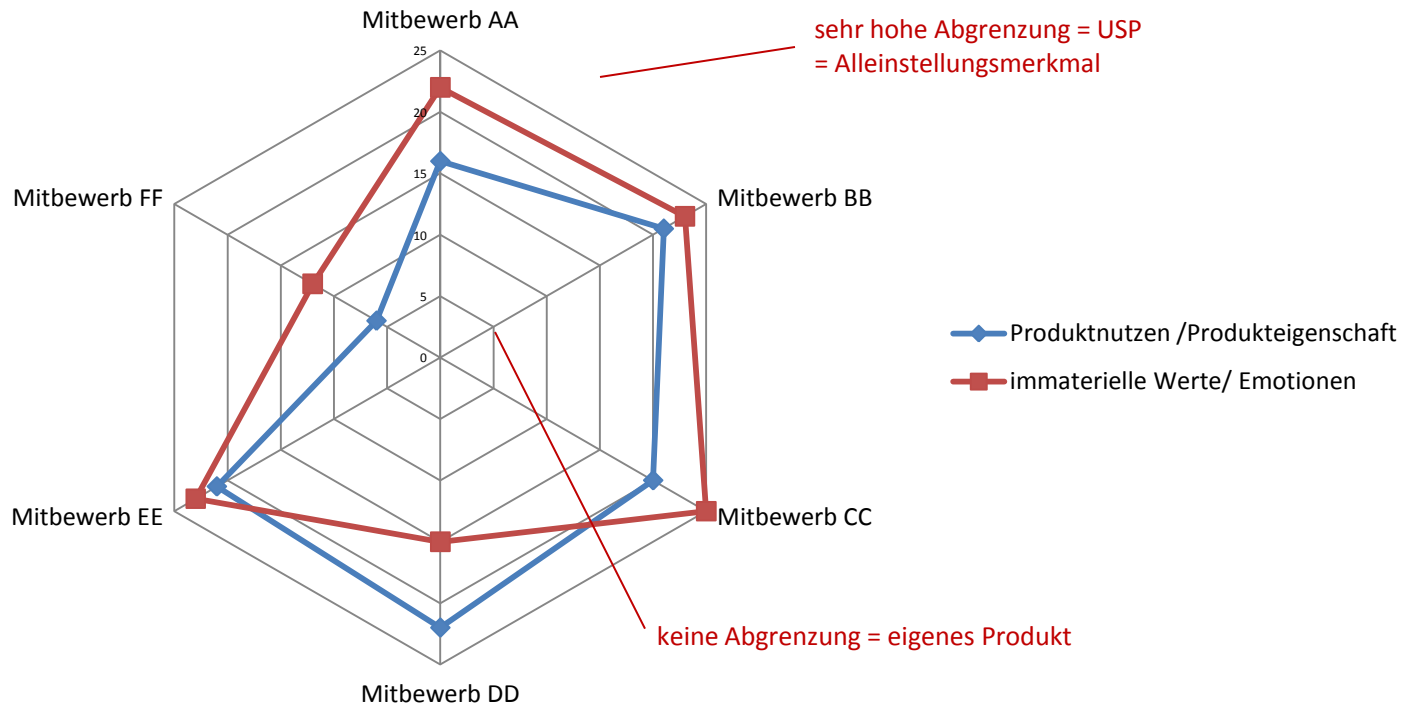 Mitbewerb AA
sehr hohe Abgrenzung = USP
= Alleinstellungsmerkmal
25
20
15
10
5
0
Mitbewerb FF
Mitbewerb BB
Produktnutzen /Produkteigenschaft
immaterielle Werte/ Emotionen
Mitbewerb EE
Mitbewerb CC
keine Abgrenzung = eigenes Produkt
Mitbewerb DD